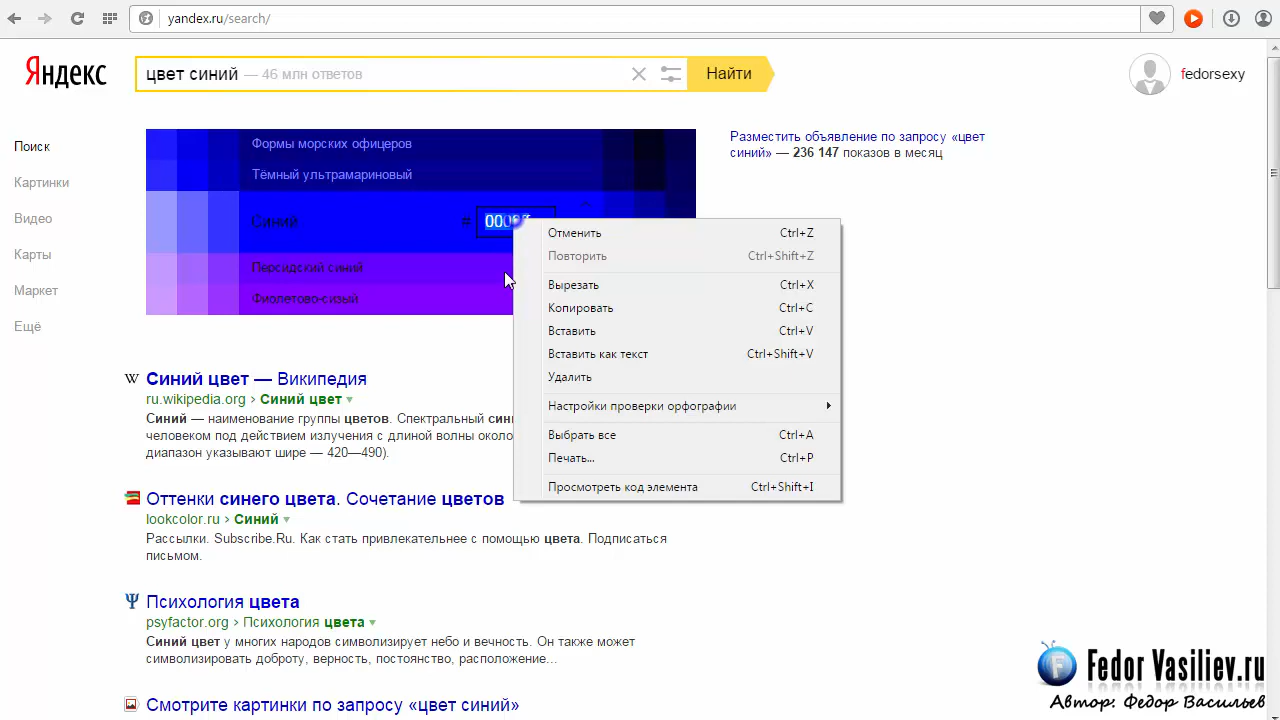 yandex.ru/search/
Яндекс
цвет синий — 46 млн ответов
Найти
fedorsexy
Поиск
Картинки
Видео
Карты
Маркет
Ещё
Формы морских офицеров
Тёмный ультрамариновый
Синий #
Персидский синий
Фиолетово-сизый
Разместить объявление по запросу «цвет
синий» — 236 147 показов в месяц
Отменить Ctrl+Z
Повторить Ctrl+Shift+Z
Вырезать Ctrl+X
Копировать Ctrl+C
Вставить Ctrl+V
Вставить как текст Ctrl+Shift+V
Удалить
Настройки проверки орфографии
Выбрать все Ctrl+A
Печать... Ctrl+P
Просмотреть код элемента Ctrl+Shift+I
W Синий цвет — Википедия
ru.wikipedia.org › Синий цвет
Синий — наименование группы цветов. Спектральный
человеком под действием излучения с длиной волны около
диапазон указывают шире — 420—490).
Оттенки синего цвета. Сочетание цветов
lookcolor.ru › Синий
Рассылки. Subscribe.Ru. Как стать привлекательнее с помощью цвета. Подписаться
письмом.
Ψ Психология цвета
psyfactor.org › Психология цвета
Синий цвет у многих народов символизирует небо и вечность. Он также может
символизировать доброту, верность, постоянство, расположение...
Смотрите картинки по запросу «цвет синий»
F Fedor Vasiliev.ru
Автор: Федор Васильев